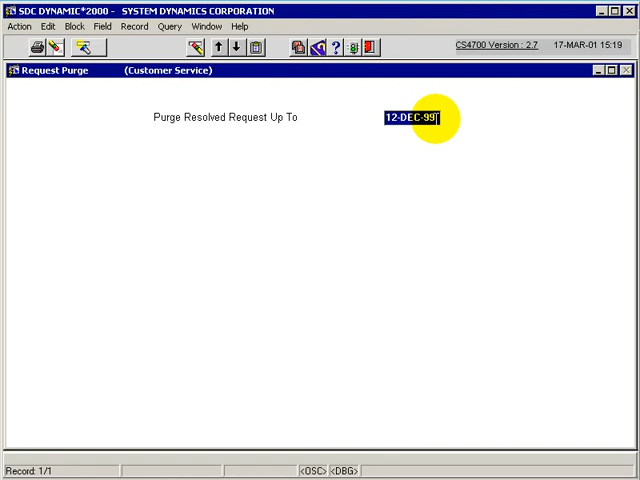 SDC DYNAMIC*2000 - SYSTEM DYNAMICS CORPORATION
Action Edit Block Field Record Query Window Help
CS4700 Version : 2.7 17-MAR-01 15:19
Request Purge (Customer Service)
Purge Resolved Request Up To 12-DEC-99
Record: 1/1 <OSC> <DBG>